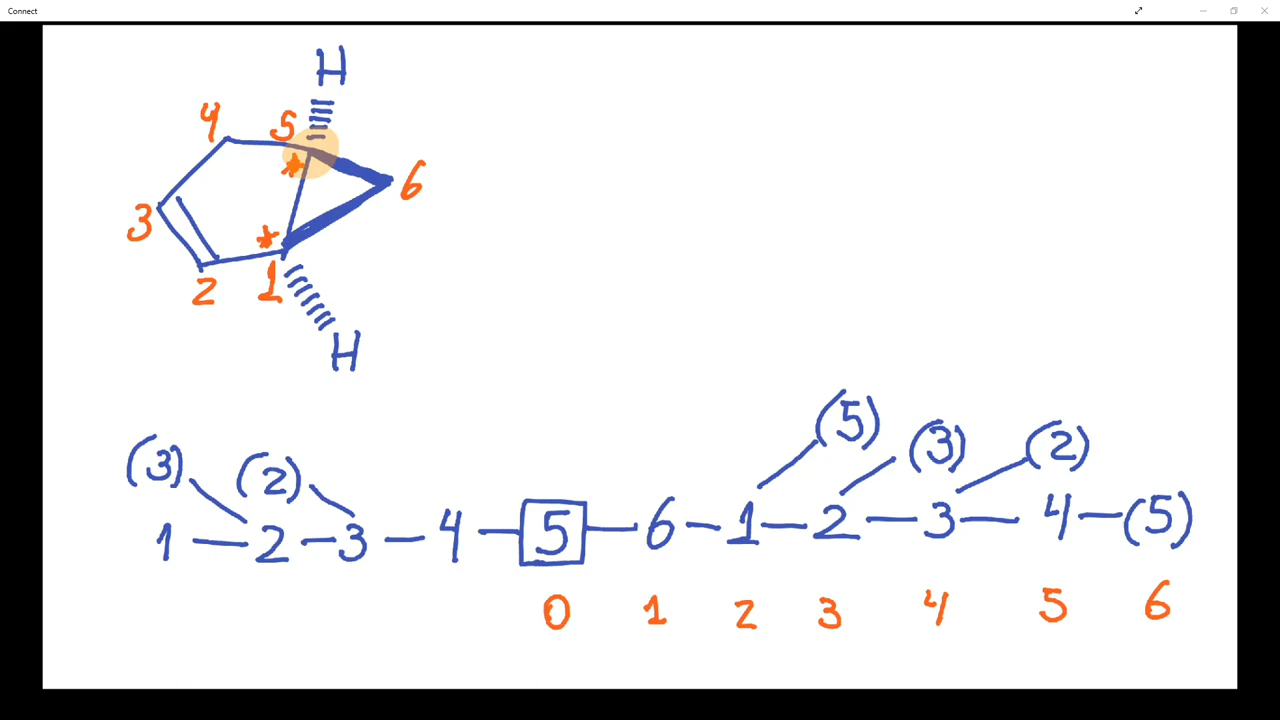 Connect
H
4 5
* 6
3 *
2 1
H
(5)
(3) (2) (3) (2)
1 — 2 — 3 — 4 — 5 — 6 — 1 — 2 — 3 — 4 — (5)
0 1 2 3 4 5 6